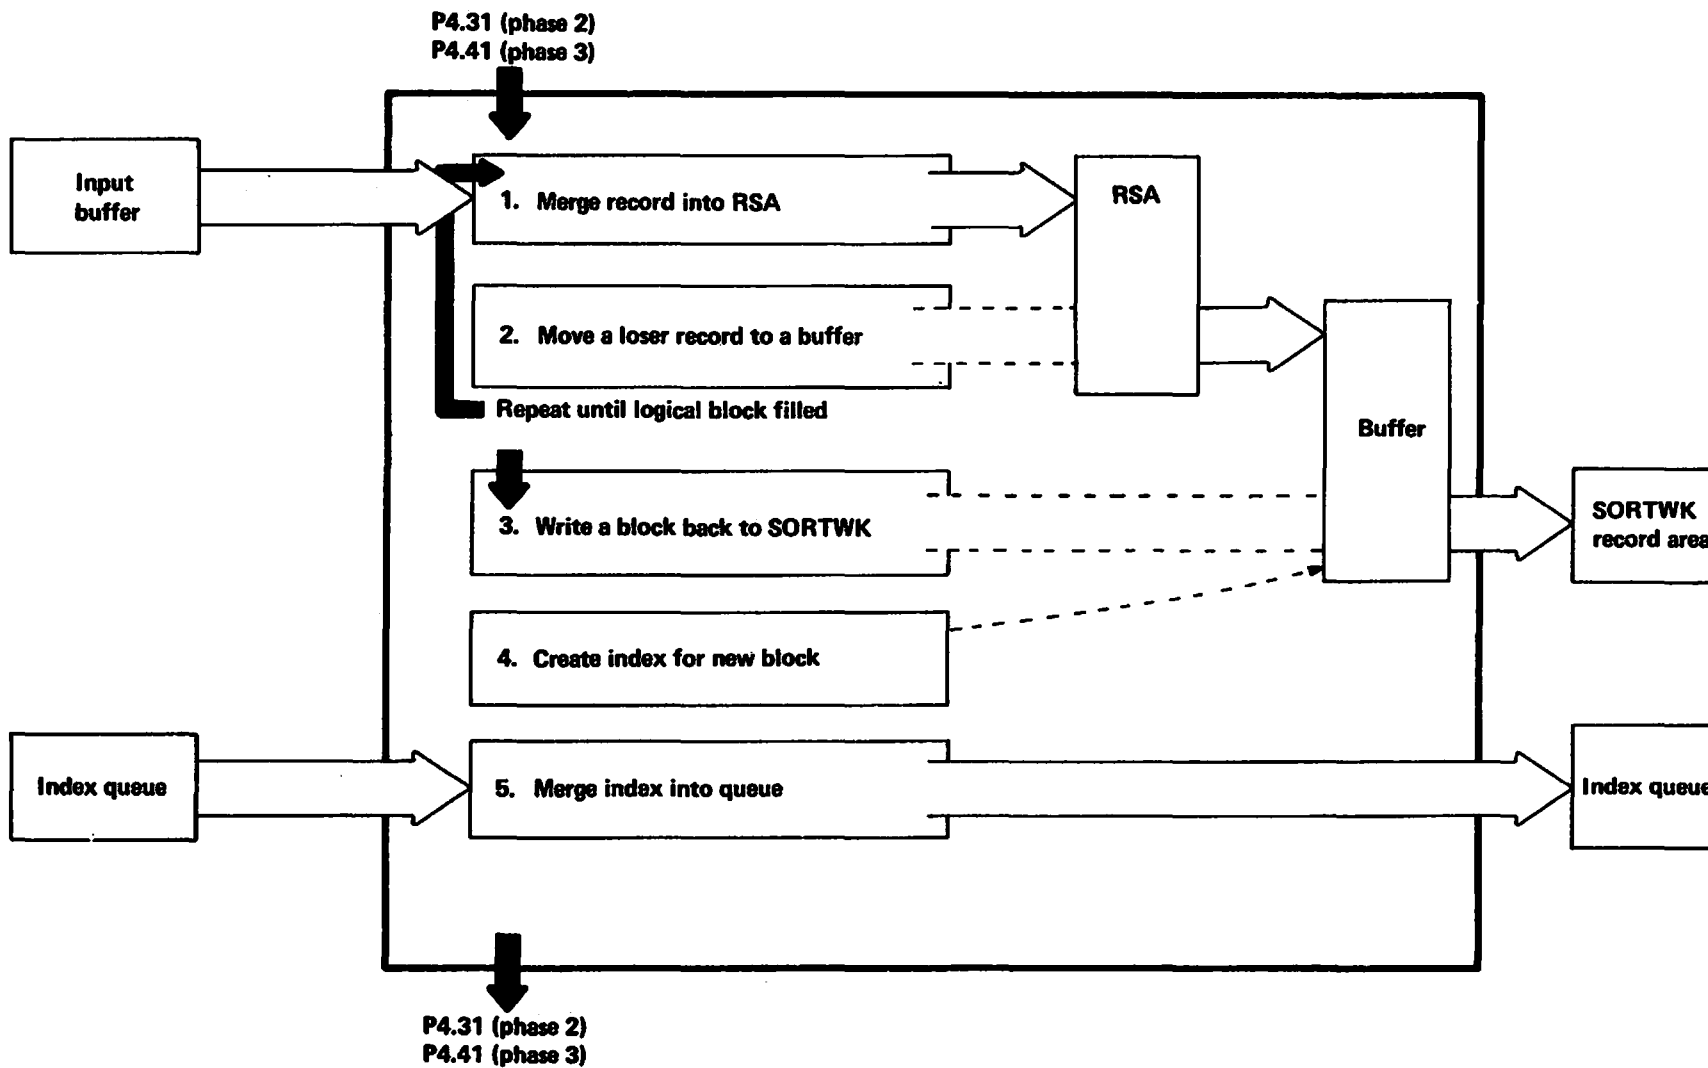 P4.31 (phase 2)
P4.41 (phase 3)
Input
buffer
1. Merge record into RSA
RSA
2. Move a loser record to a buffer
Repeat until logical block filled
Buffer
3. Write a block back to SORTWK
SORTWK
record area
4. Create index for new block
Index queue
5. Merge index into queue
Index queue
P4.31 (phase 2)
P4.41 (phase 3)